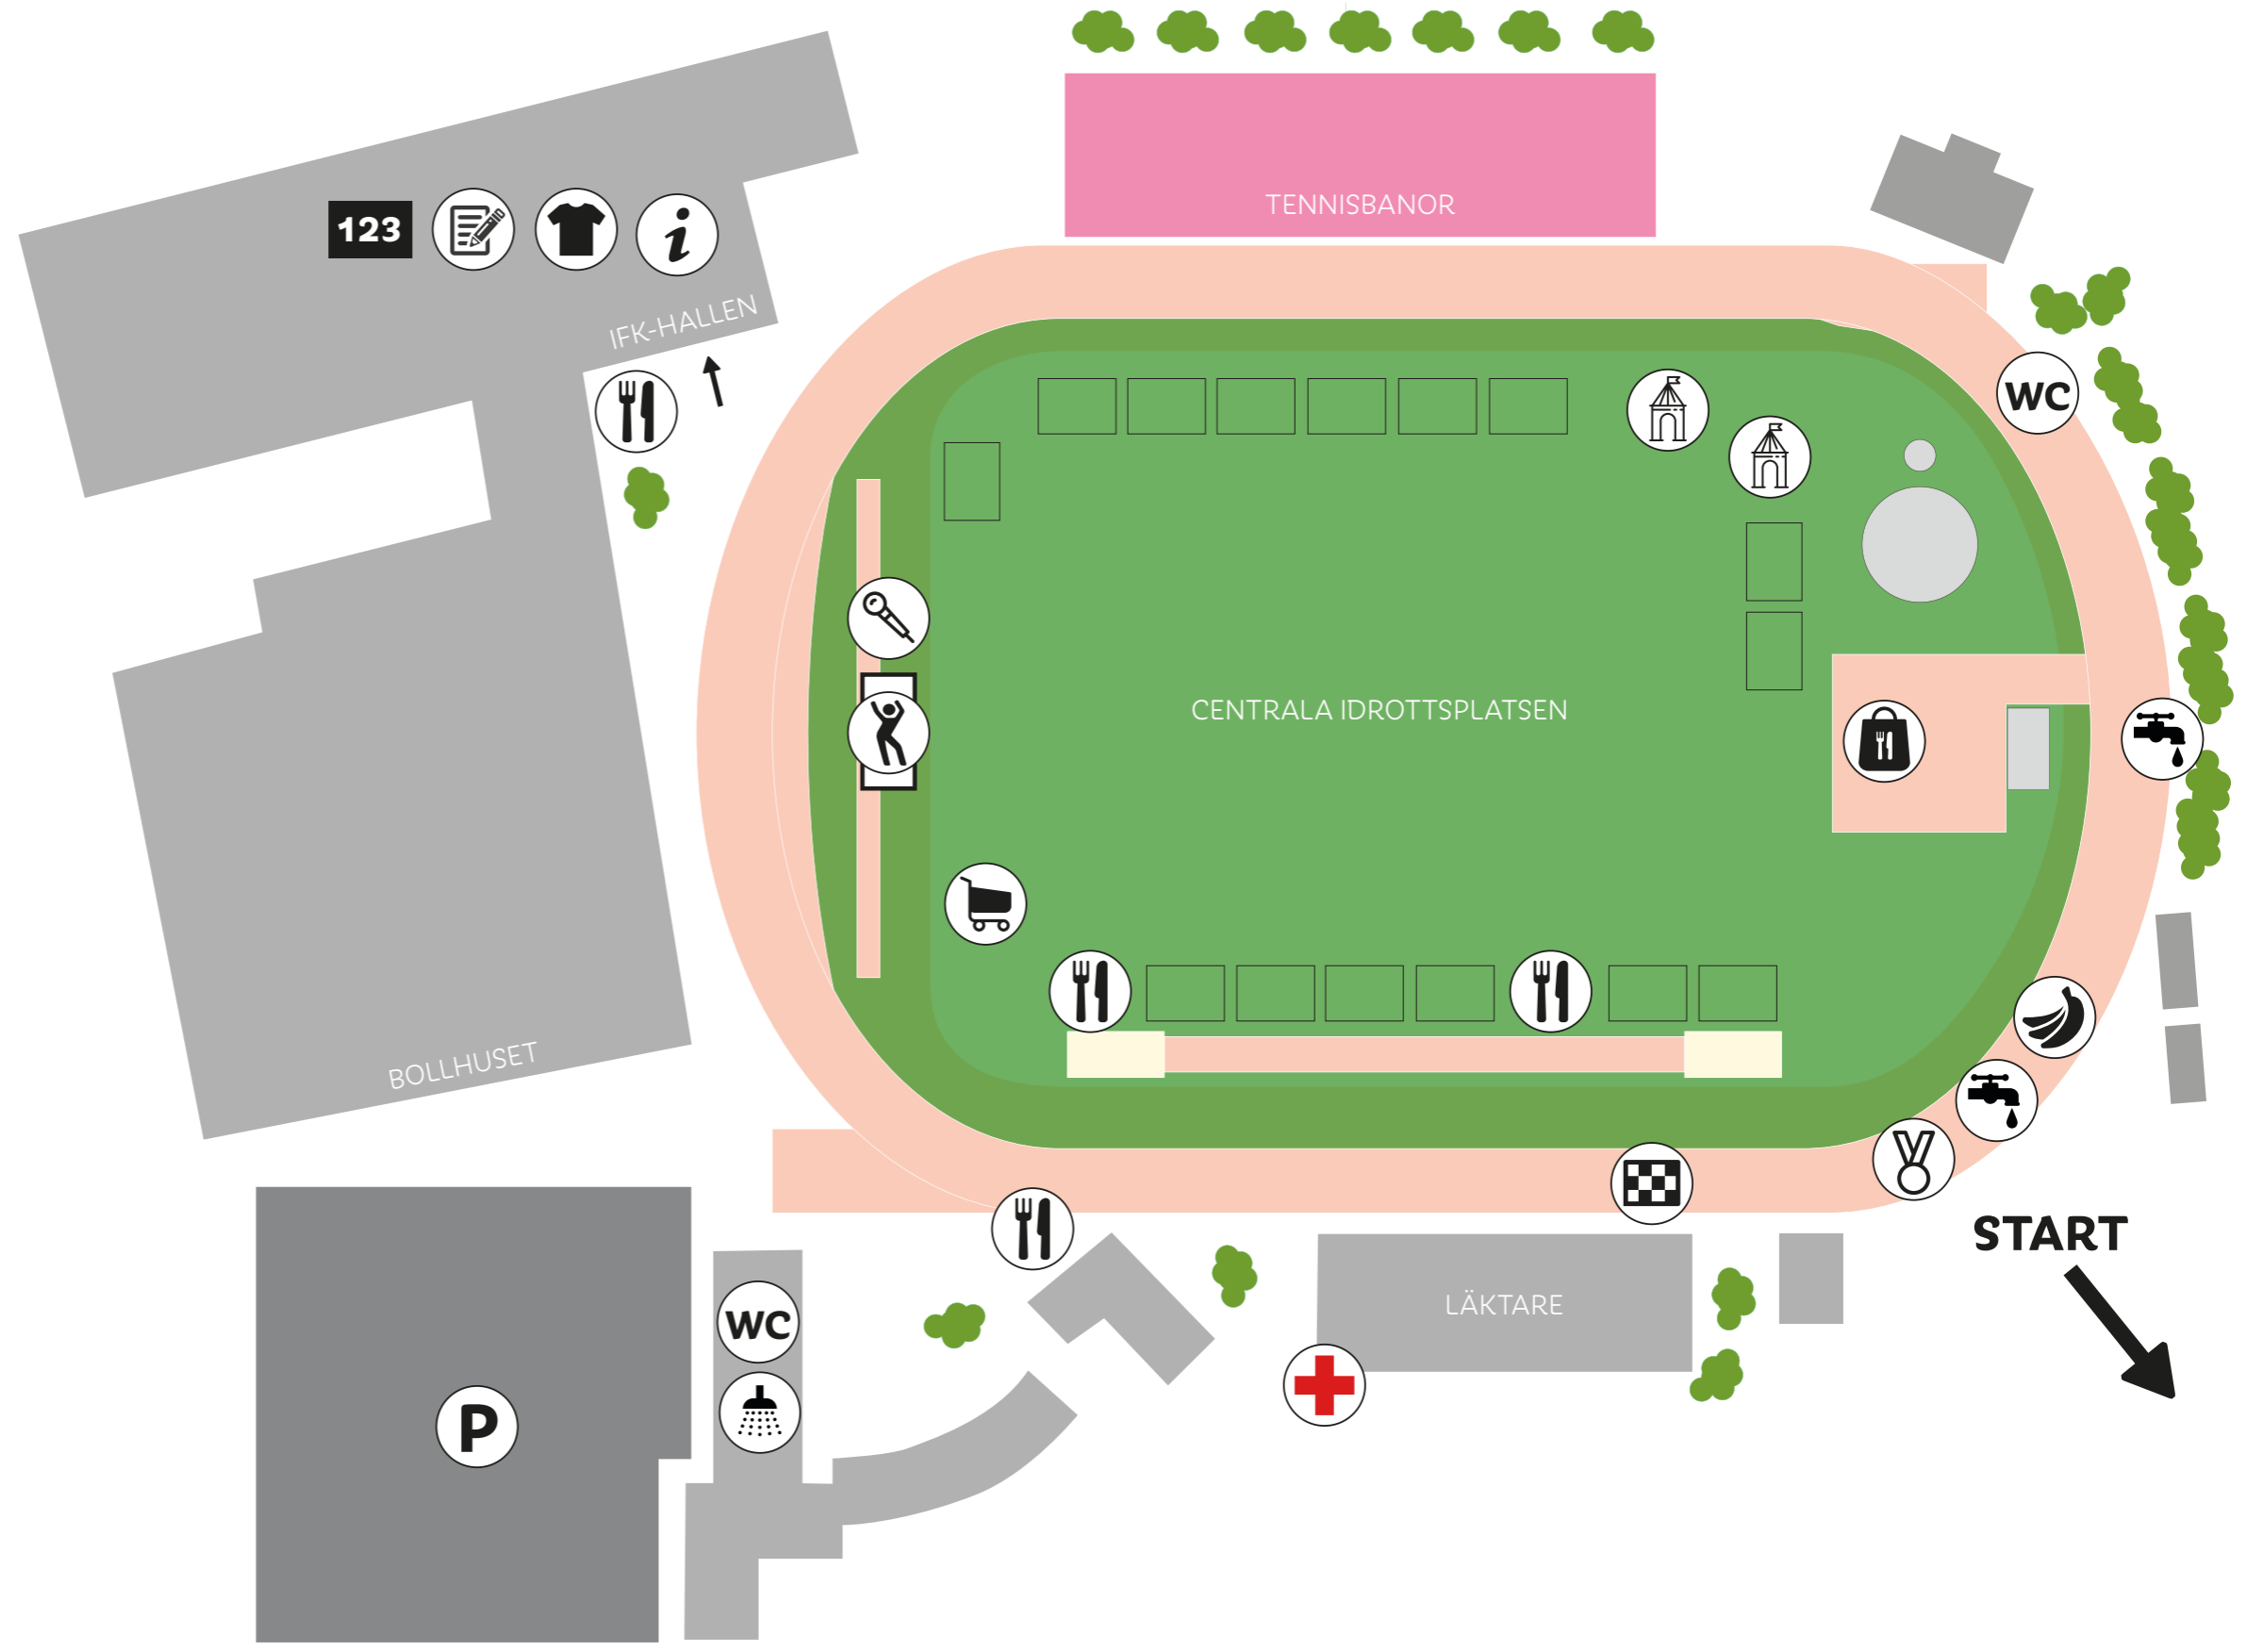 TENNISBANOR
123
IFK-HALLEN
WC
CENTRALA IDROTTSPLATSEN
BOLLHUSET
START
LÄKTARE
WC
P